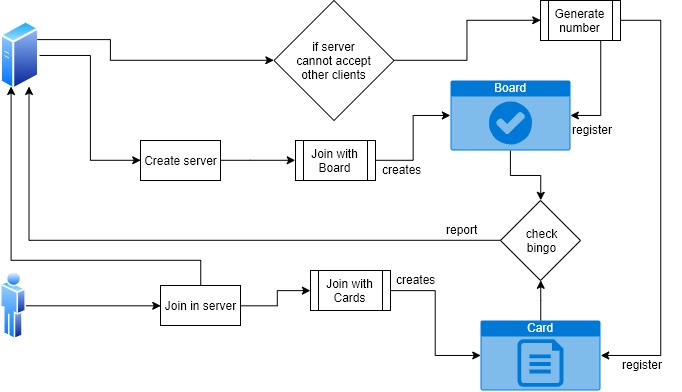 if server
cannot accept
other clients
Generate
number
Board
register
Create server
Join with
Board
creates
report
check
bingo
Join in server
Join with
Cards
creates
Card
register